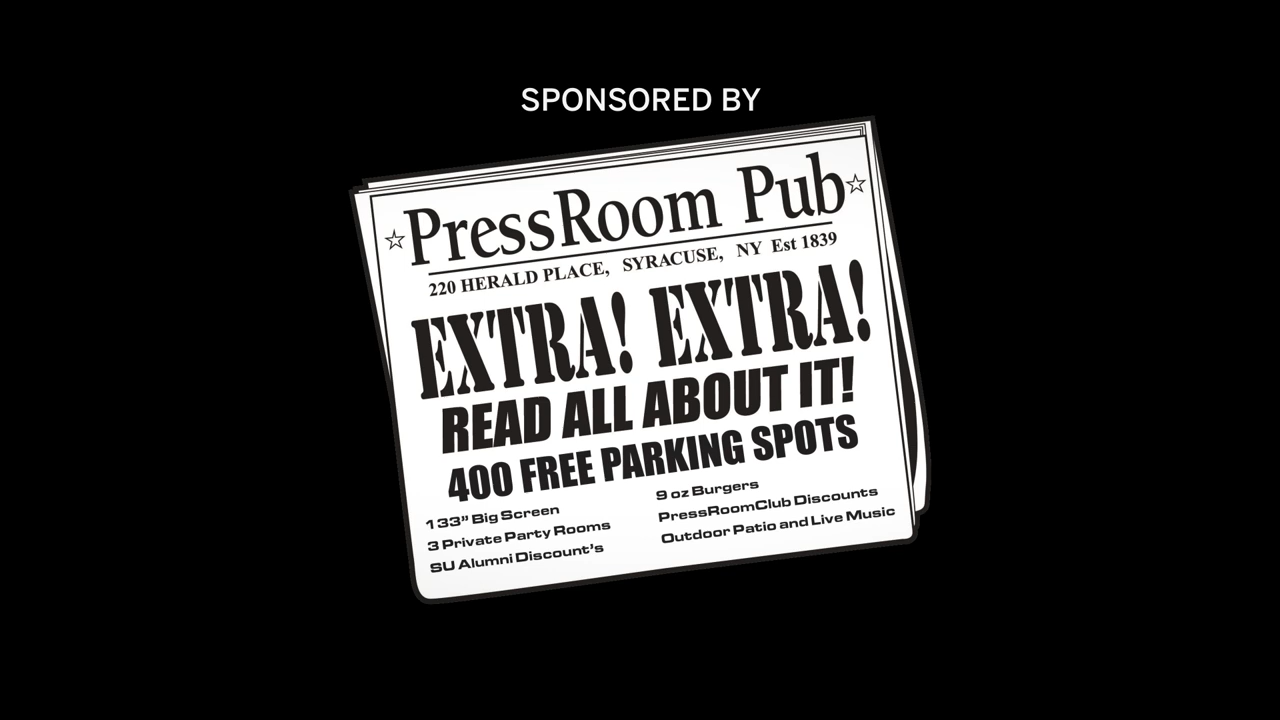 SPONSORED BY
PressRoom Pub
220 HERALD PLACE, SYRACUSE, NY Est 1839
EXTRA! EXTRA!
READ ALL ABOUT IT!
400 FREE PARKING SPOTS
133” Big Screen
3 Private Party Rooms
SU Alumni Discount’s
9 oz Burgers
PressRoomClub Discounts
Outdoor Patio and Live Music